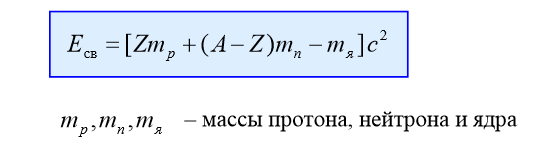 E_св = [Zm_p + (A − Z)m_n − m_я]c²
m_p, m_n, m_я – массы протона, нейтрона и ядра